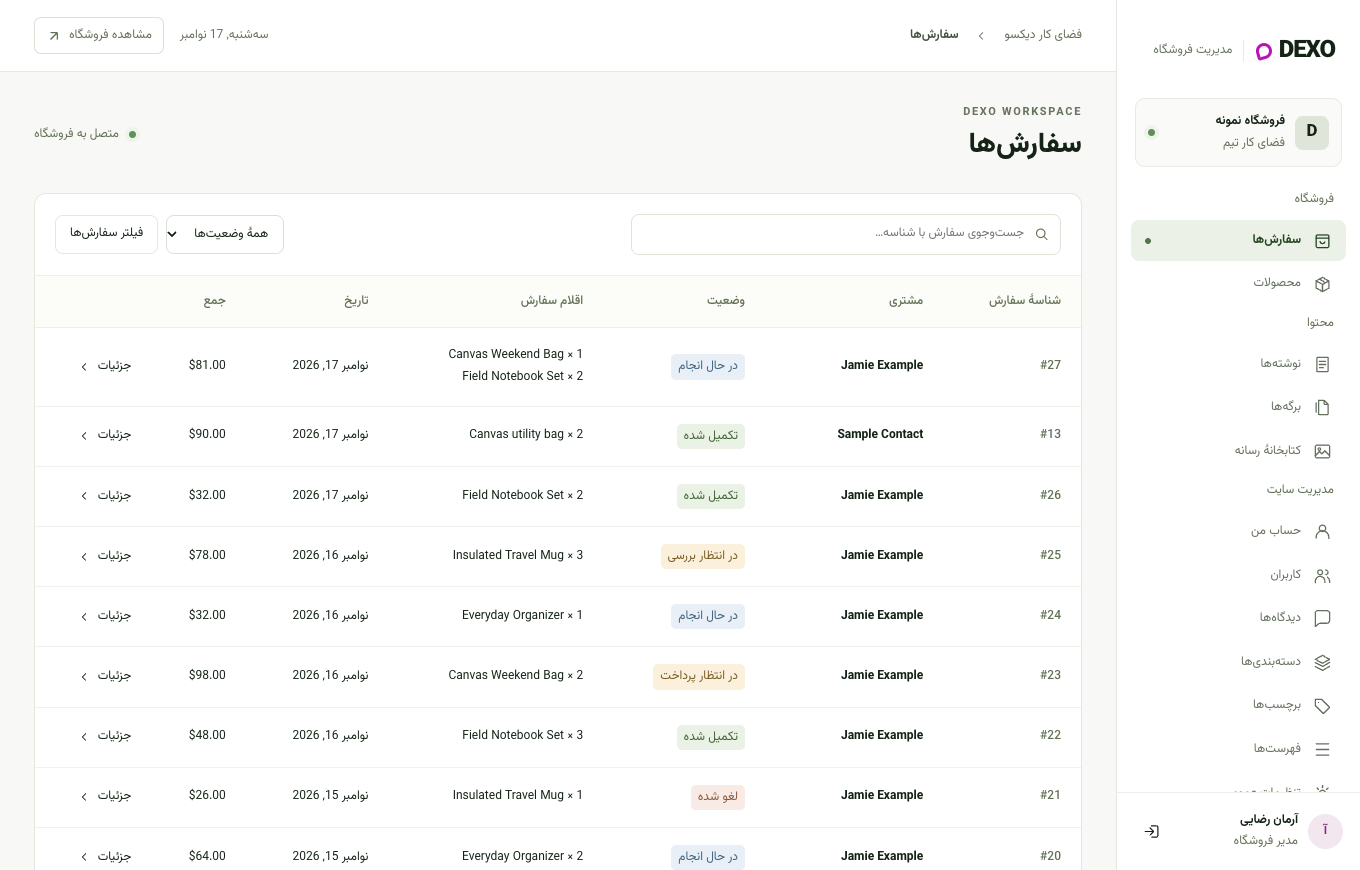 DEXO
مدیریت فروشگاه
D
فروشگاه نمونه
فضای کار تیم
فروشگاه
سفارش‌ها
محصولات
محتوا
نوشته‌ها
برگه‌ها
کتابخانهٔ رسانه
مدیریت سایت
حساب من
کاربران
دیدگاه‌ها
دسته‌بندی‌ها
برچسب‌ها
فهرست‌ها
آ
آرمان رضایی
مدیر فروشگاه
فضای کار دیکسو
سفارش‌ها
سه‌شنبه, 17 نوامبر
مشاهده فروشگاه
DEXO WORKSPACE
سفارش‌ها
متصل به فروشگاه
جست‌وجوی سفارش با شناسه...
همهٔ وضعیت‌ها
فیلتر سفارش‌ها
شناسهٔ سفارش مشتری وضعیت اقلام سفارش تاریخ جمع
#27 Jamie Example در حال انجام Canvas Weekend Bag × 1 نوامبر 17, 2026 $81.00 جزئیات
Field Notebook Set × 2
#13 Sample Contact تکمیل شده Canvas utility bag × 2 نوامبر 17, 2026 $90.00 جزئیات
#26 Jamie Example تکمیل شده Field Notebook Set × 2 نوامبر 17, 2026 $32.00 جزئیات
#25 Jamie Example در انتظار بررسی Insulated Travel Mug × 3 نوامبر 16, 2026 $78.00 جزئیات
#24 Jamie Example در حال انجام Everyday Organizer × 1 نوامبر 16, 2026 $32.00 جزئیات
#23 Jamie Example در انتظار پرداخت Canvas Weekend Bag × 2 نوامبر 16, 2026 $98.00 جزئیات
#22 Jamie Example تکمیل شده Field Notebook Set × 3 نوامبر 16, 2026 $48.00 جزئیات
#21 Jamie Example لغو شده Insulated Travel Mug × 1 نوامبر 15, 2026 $26.00 جزئیات
#20 Jamie Example در حال انجام Everyday Organizer × 2 نوامبر 15, 2026 $64.00 جزئیات